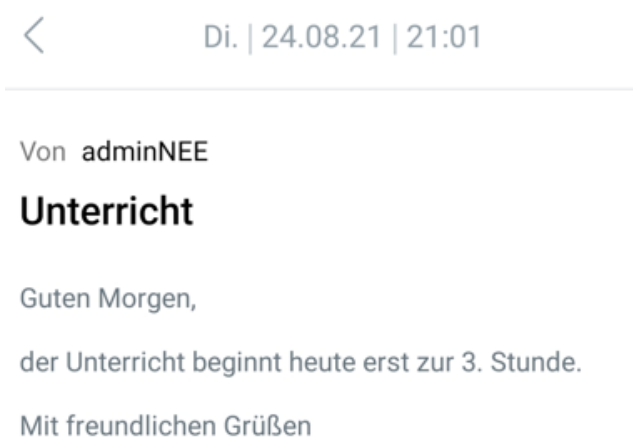 Di. | 24.08.21 | 21:01
Von adminNEE
Unterricht
Guten Morgen,
der Unterricht beginnt heute erst zur 3. Stunde.
Mit freundlichen Grüßen